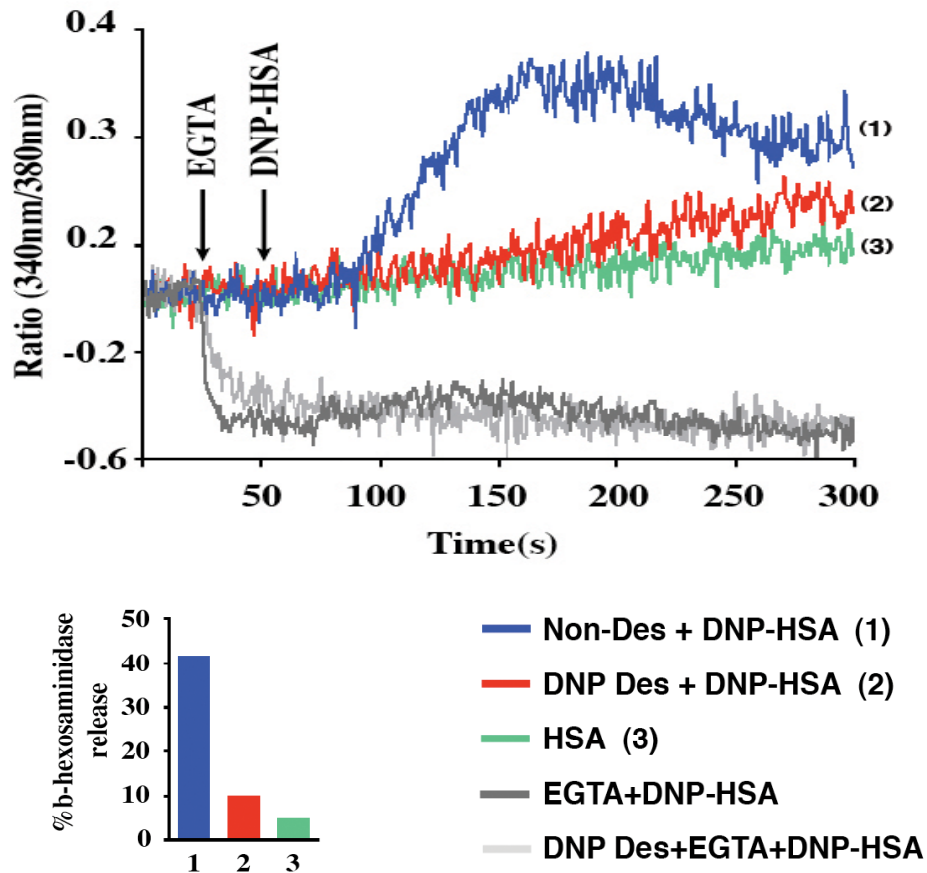 0.4
0.3
0.2
-0.2
-0.6
Ratio (340nm/380nm)
EGTA
DNP-HSA
(1)
(2)
(3)
50 100 150 200 250 300
Time(s)
%b-hexosaminidase
release
50
40
30
20
10
0
1 2 3
Non-Des + DNP-HSA (1)
DNP Des + DNP-HSA (2)
HSA (3)
EGTA+DNP-HSA
DNP Des+EGTA+DNP-HSA